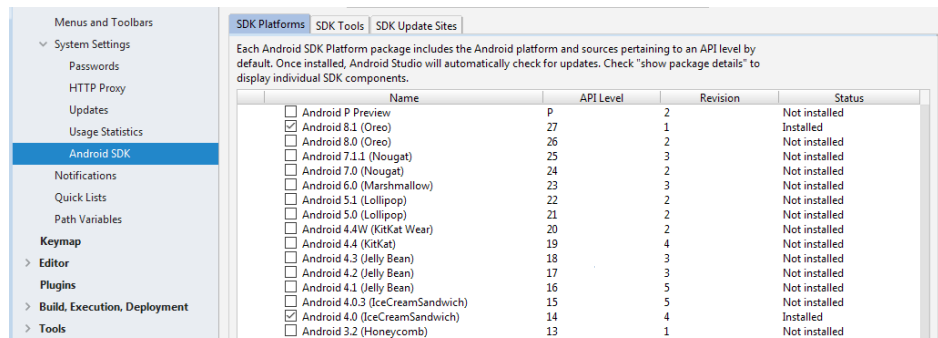 Menus and Toolbars
System Settings
Passwords
HTTP Proxy
Updates
Usage Statistics
Android SDK
Notifications
Quick Lists
Path Variables
Keymap
Editor
Plugins
Build, Execution, Deployment
Tools
SDK Platforms SDK Tools SDK Update Sites
Each Android SDK Platform package includes the Android platform and sources pertaining to an API level by
default. Once installed, Android Studio will automatically check for updates. Check "show package details" to
display individual SDK components.
Name API Level Revision Status
Android P Preview P 2 Not installed
Android 8.1 (Oreo) 27 1 Installed
Android 8.0 (Oreo) 26 2 Not installed
Android 7.1.1 (Nougat) 25 3 Not installed
Android 7.0 (Nougat) 24 2 Not installed
Android 6.0 (Marshmallow) 23 3 Not installed
Android 5.1 (Lollipop) 22 2 Not installed
Android 5.0 (Lollipop) 21 2 Not installed
Android 4.4W (KitKat Wear) 20 2 Not installed
Android 4.4 (KitKat) 19 4 Not installed
Android 4.3 (Jelly Bean) 18 3 Not installed
Android 4.2 (Jelly Bean) 17 3 Not installed
Android 4.1 (Jelly Bean) 16 5 Not installed
Android 4.0.3 (IceCreamSandwich) 15 5 Not installed
Android 4.0 (IceCreamSandwich) 14 4 Installed
Android 3.2 (Honeycomb) 13 1 Not installed